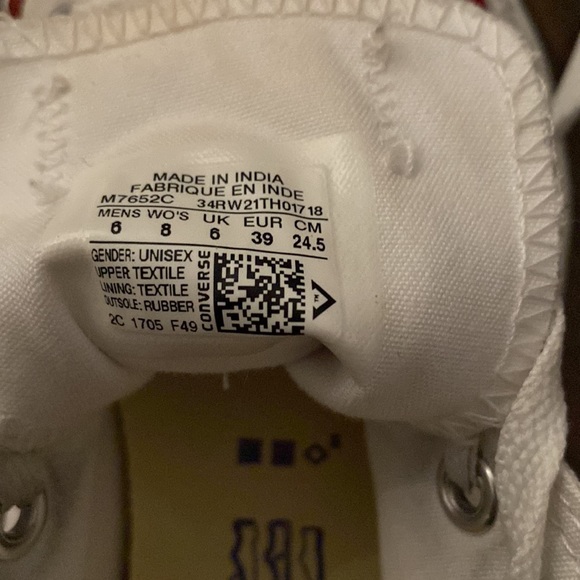 MADE IN INDIA
FABRIQUE EN INDE
M7652C 34RW21TH01718
MENS WO'S UK EUR CM
6 8 6 39 24.5
GENDER: UNISEX
UPPER TEXTILE
LINING: TEXTILE
OUTSOLE: RUBBER
2C 1705 F49
CONVERSE